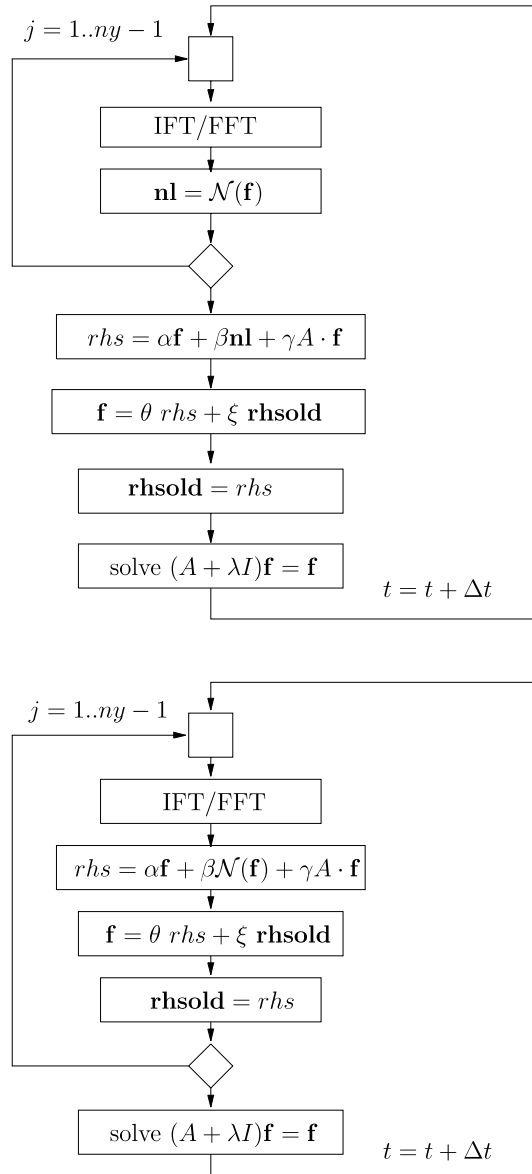 j = 1..ny − 1
IFT/FFT
nl = 𝒩(f)
rhs = αf + βnl + γA · f
f = θ rhs + ξ rhsold
rhsold = rhs
solve (A + λI)f = f
t = t + Δt
j = 1..ny − 1
IFT/FFT
rhs = αf + β𝒩(f) + γA · f
f = θ rhs + ξ rhsold
rhsold = rhs
solve (A + λI)f = f
t = t + Δt